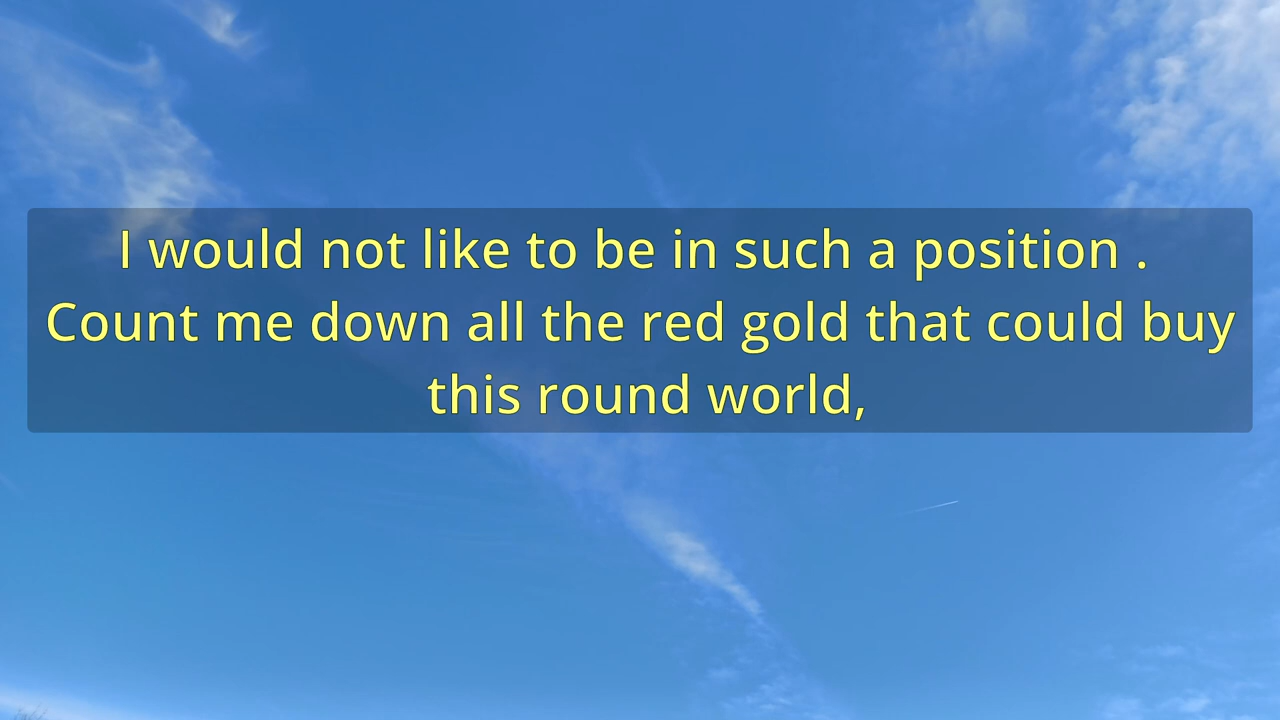 I would not like to be in such a position .
Count me down all the red gold that could buy
this round world,